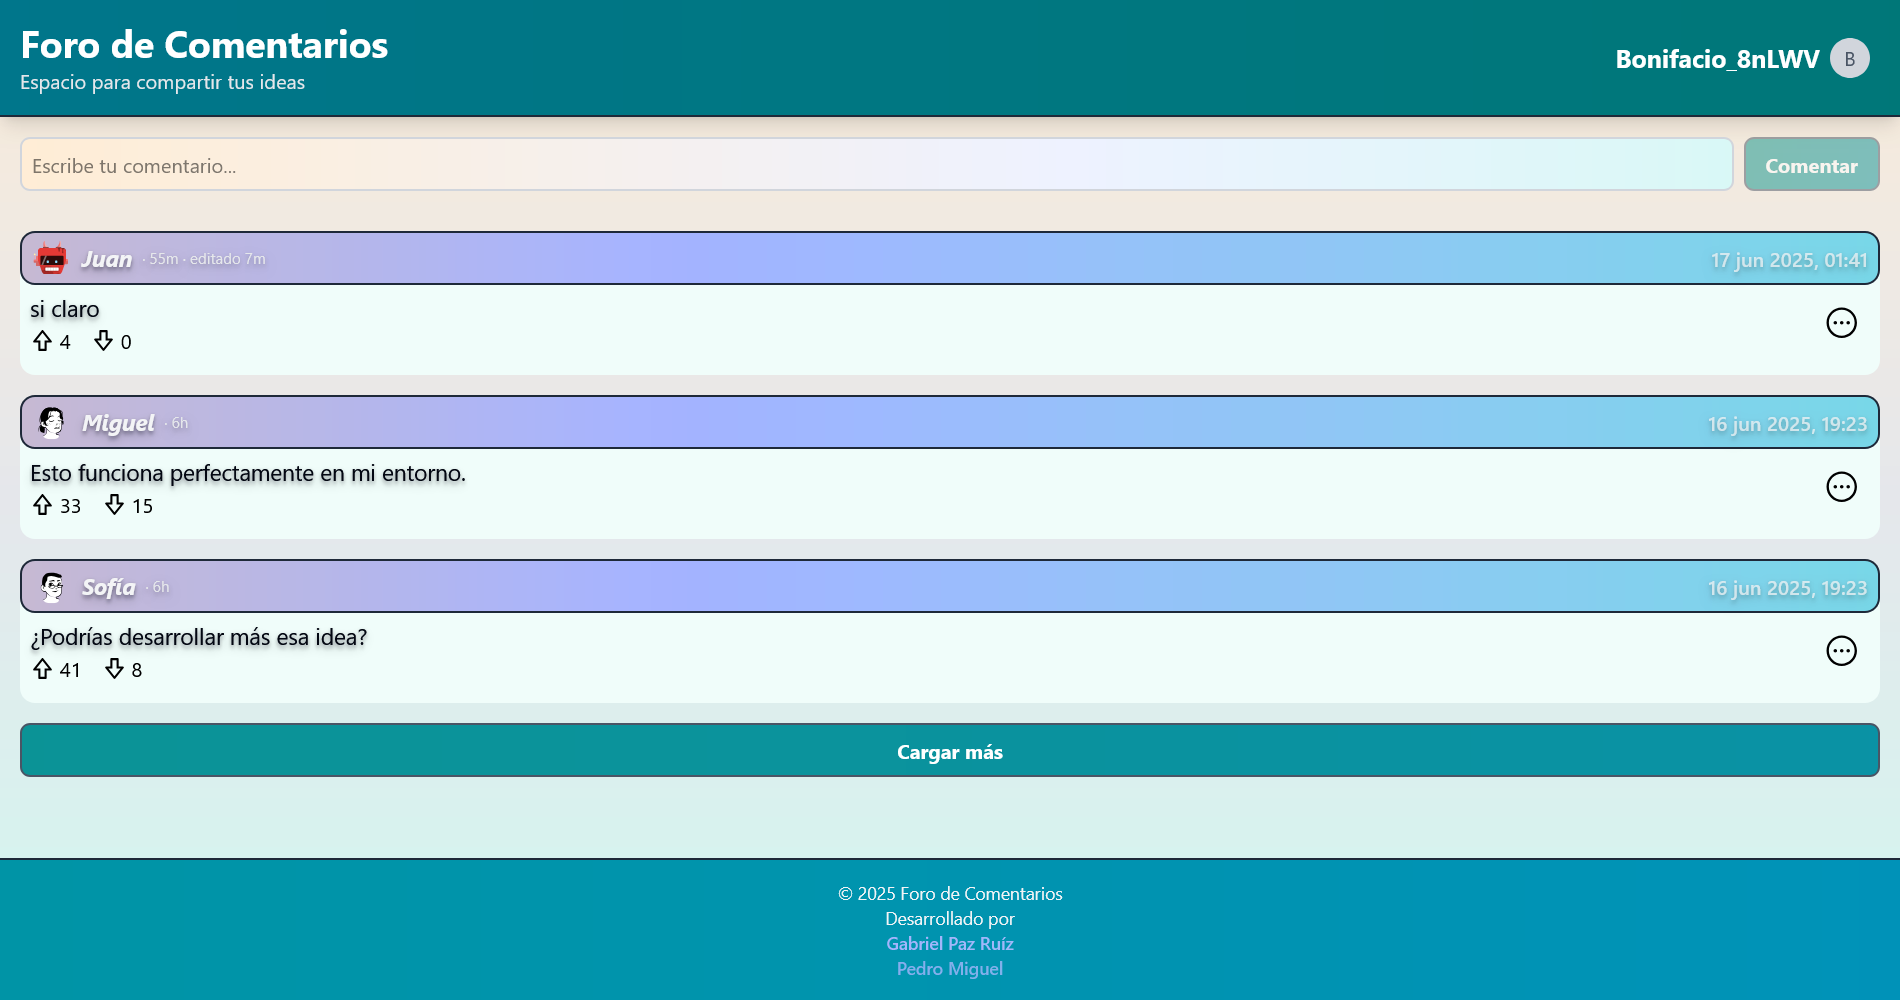 Foro de Comentarios
Espacio para compartir tus ideas
Bonifacio_8nLWV
B
Escribe tu comentario...
Comentar
Juan · 55m · editado 7m
17 jun 2025, 01:41
si claro
4 0
Miguel · 6h
16 jun 2025, 19:23
Esto funciona perfectamente en mi entorno.
33 15
Sofía · 6h
16 jun 2025, 19:23
¿Podrías desarrollar más esa idea?
41 8
Cargar más
© 2025 Foro de Comentarios
Desarrollado por
Gabriel Paz Ruíz
Pedro Miguel